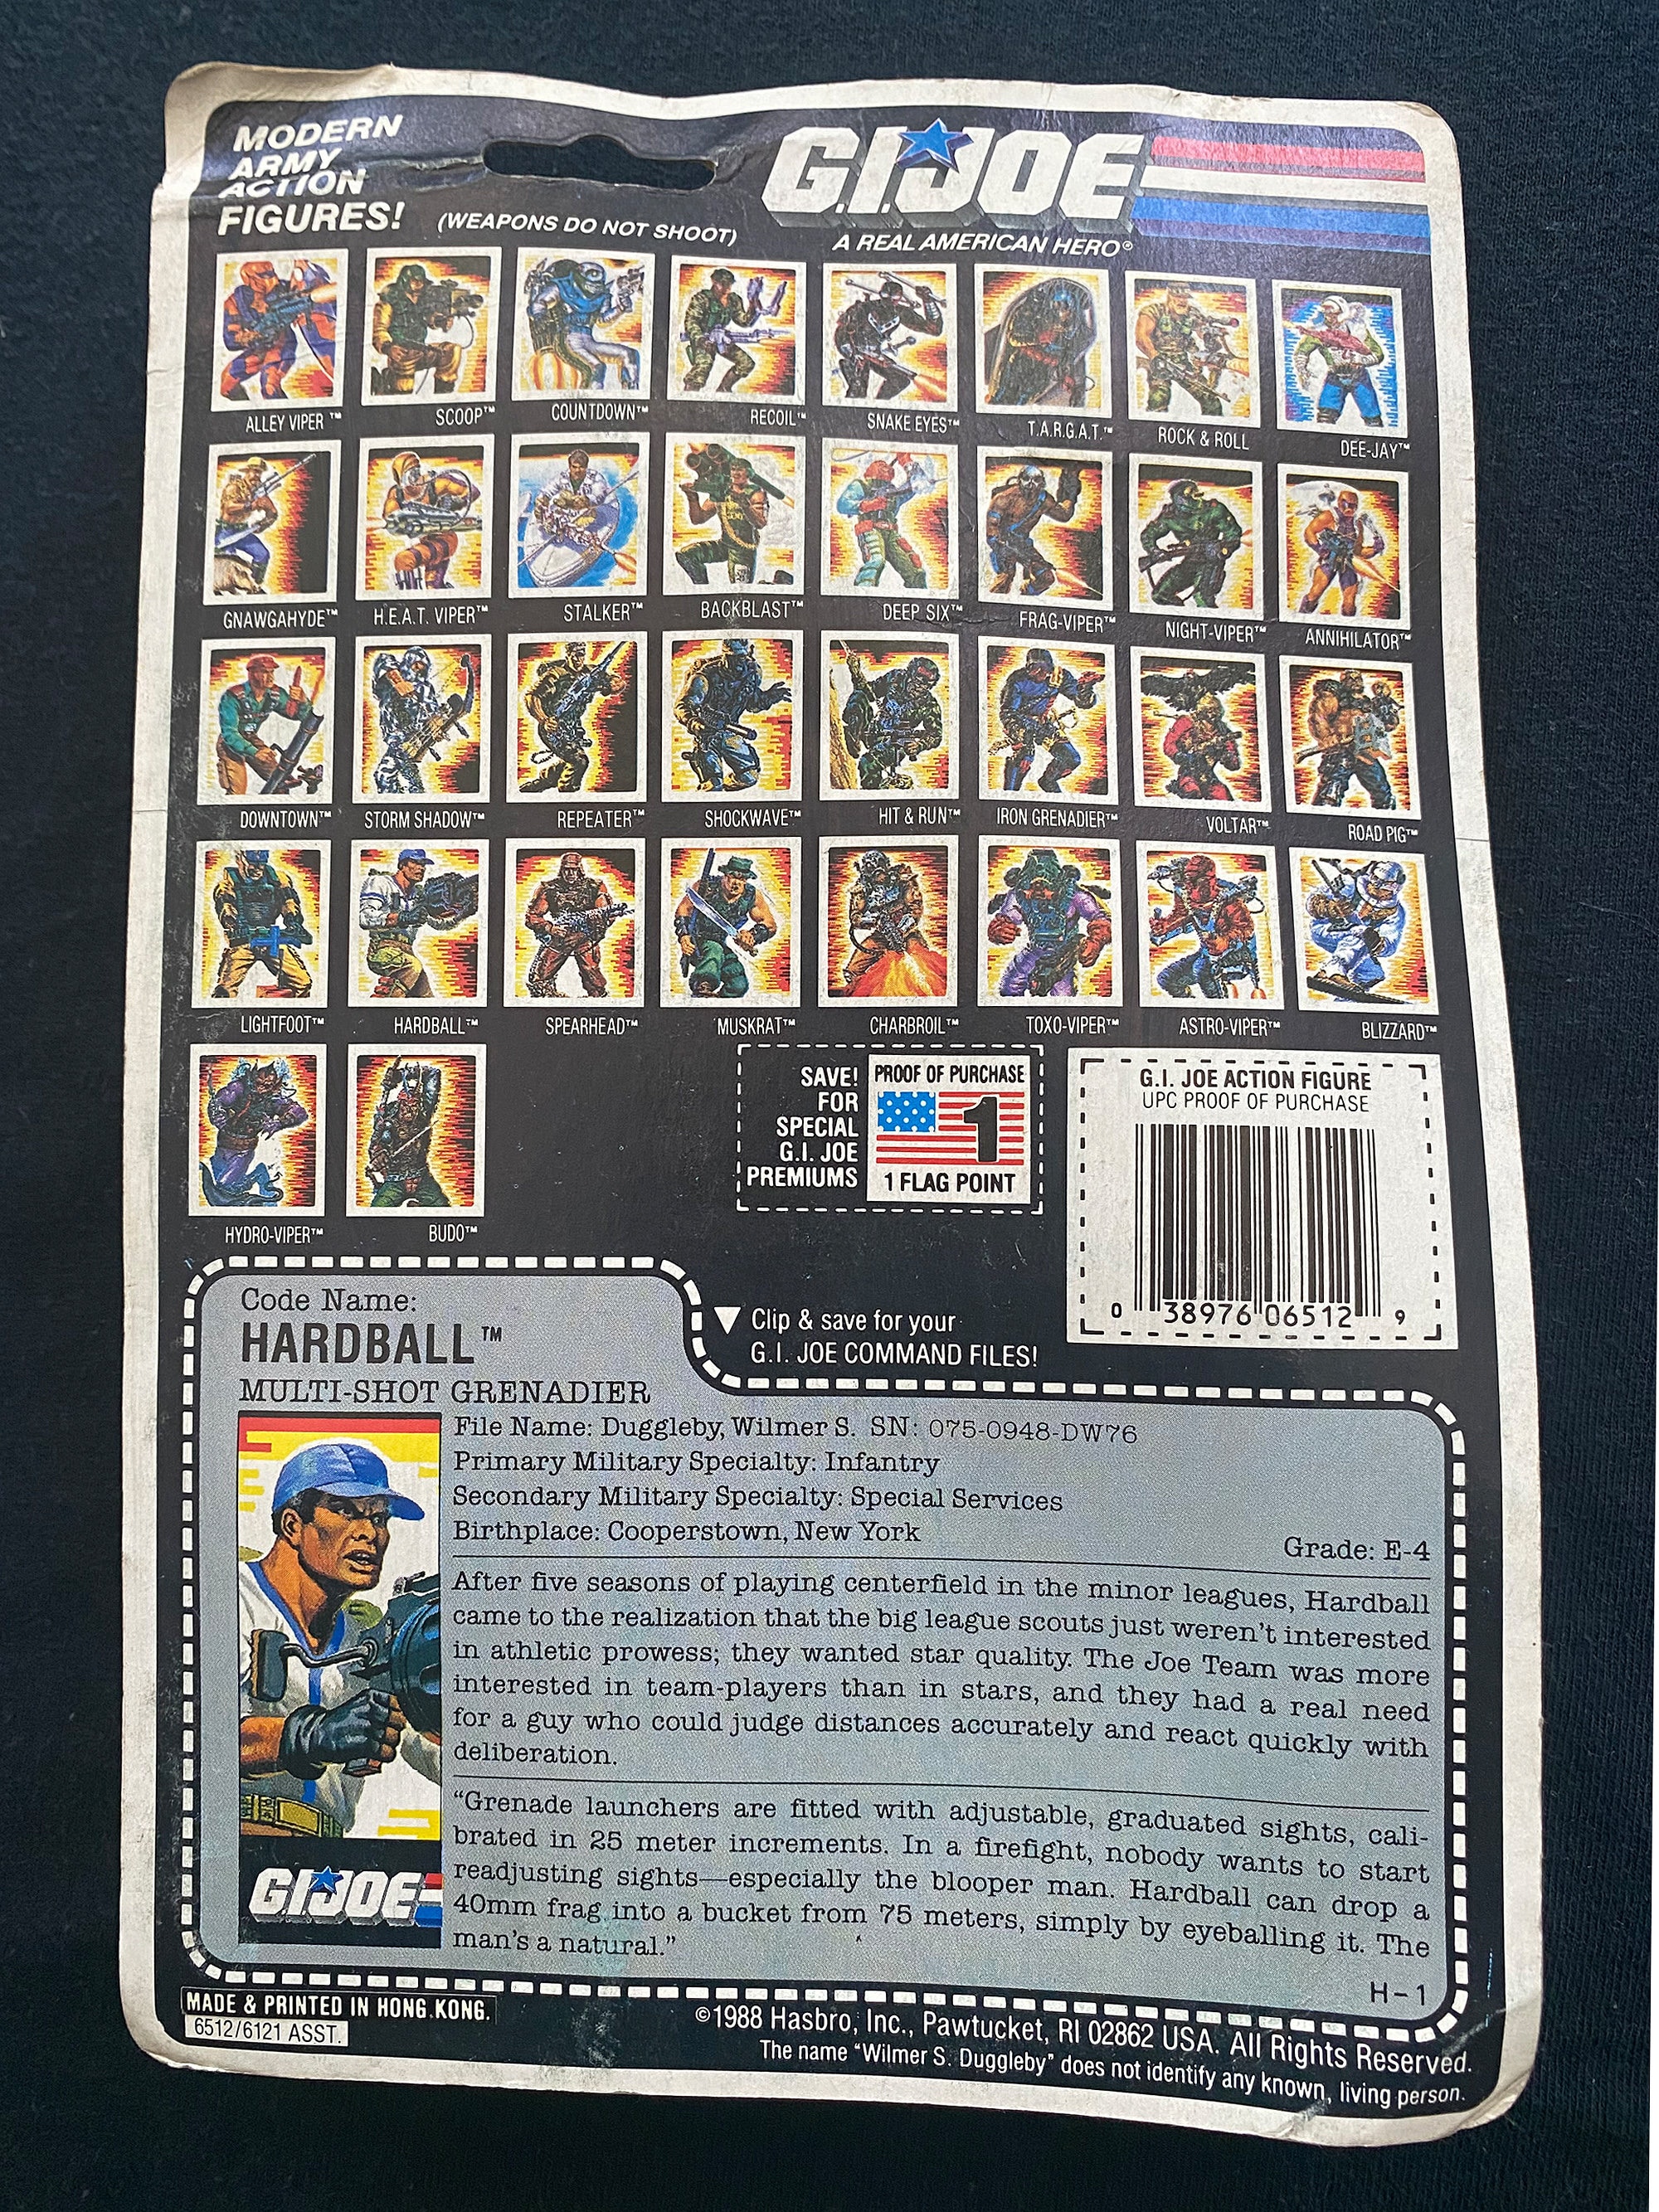 MODERN
ARMY
ACTION
FIGURES!
(WEAPONS DO NOT SHOOT)
G.I. JOE
A REAL AMERICAN HERO®
ALLEY VIPER™ SCOOP™ COUNTDOWN™ RECOIL™ SNAKE EYES™ T.A.R.G.A.T.™ ROCK & ROLL DEE-JAY™
GNAWGAHYDE™ H.E.A.T. VIPER™ STALKER™ BACKBLAST™ DEEP SIX™ FRAG-VIPER™ NIGHT-VIPER™ ANNIHILATOR™
DOWNTOWN™ STORM SHADOW™ REPEATER™ SHOCKWAVE™ HIT & RUN™ IRON GRENADIER™ VOLTAR™ ROAD PIG™
LIGHTFOOT™ HARDBALL™ SPEARHEAD™ MUSKRAT™ CHARBROIL™ TOXO-VIPER™ ASTRO-VIPER™ BLIZZARD™
HYDRO-VIPER™ BUDO™
SAVE!
FOR
SPECIAL
G.I. JOE
PREMIUMS
PROOF OF PURCHASE
1
1 FLAG POINT
G.I. JOE ACTION FIGURE
UPC PROOF OF PURCHASE
0 38976 06512 9
Clip & save for your
G.I. JOE COMMAND FILES!
Code Name:
HARDBALL™
MULTI-SHOT GRENADIER
File Name: Duggleby, Wilmer S. SN: 075-0948-DW76
Primary Military Specialty: Infantry
Secondary Military Specialty: Special Services
Birthplace: Cooperstown, New York
Grade: E-4
After five seasons of playing centerfield in the minor leagues, Hardball
came to the realization that the big league scouts just weren't interested
in athletic prowess; they wanted star quality. The Joe Team was more
interested in team-players than in stars, and they had a real need
for a guy who could judge distances accurately and react quickly with
deliberation.
"Grenade launchers are fitted with adjustable, graduated sights, cali-
brated in 25 meter increments. In a firefight, nobody wants to start
readjusting sights—especially the blooper man. Hardball can drop a
40mm frag into a bucket from 75 meters, simply by eyeballing it. The
man's a natural."
G.I. JOE
H-1
MADE & PRINTED IN HONG KONG.
6512/6121 ASST.
©1988 Hasbro, Inc., Pawtucket, RI 02862 USA. All Rights Reserved.
The name "Wilmer S. Duggleby" does not identify any known, living person.